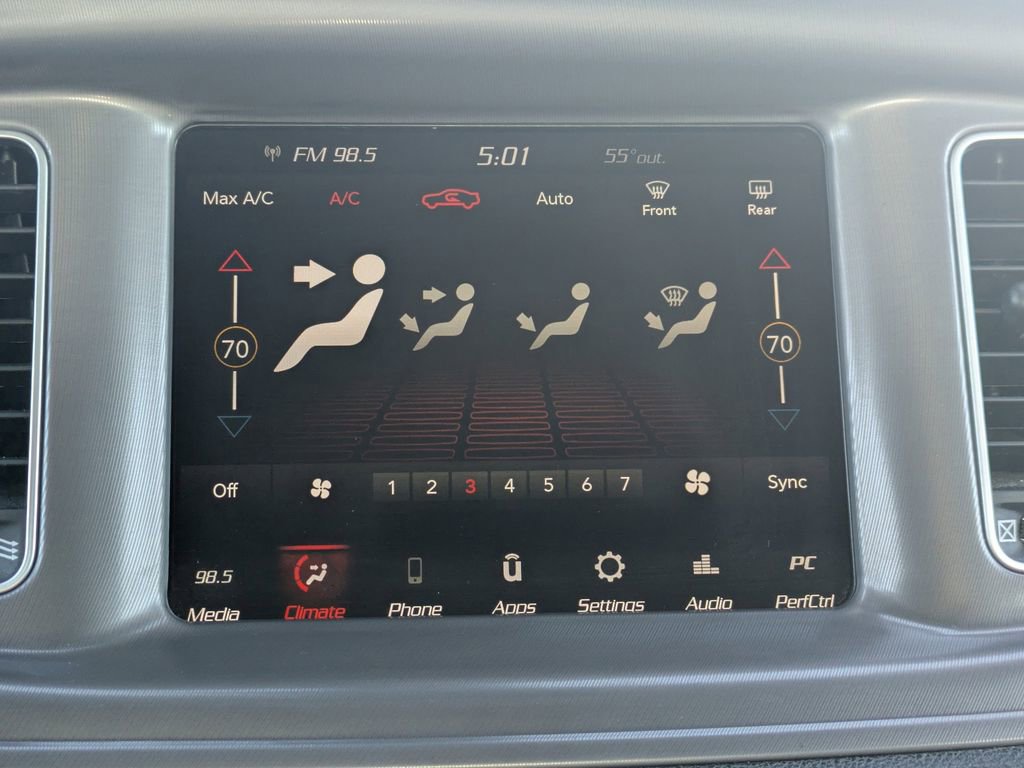 FM 98.5 5:01 55° out.
Max A/C A/C Auto Front Rear
70 70
Off 1 2 3 4 5 6 7 Sync
98.5 PC
Media Climate Phone Apps Settings Audio PerfCtrl